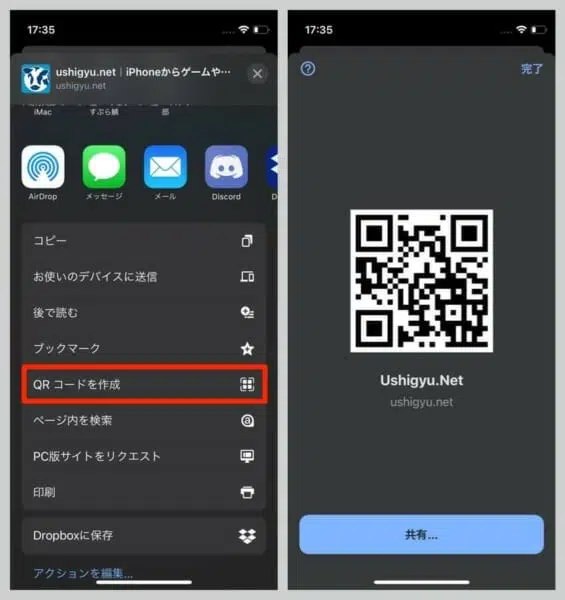 17:35
ushigyu.net｜iPhoneからゲームや…
ushigyu.net
iMac
すぷら鯖
部
AirDrop
メッセージ
メール
Discord
D
コピー
お使いのデバイスに送信
後で読む
ブックマーク
QR コードを作成
ページ内を検索
PC版サイトをリクエスト
印刷
Dropboxに保存
アクションを編集...
17:35
完了
Ushigyu.Net
ushigyu.net
共有...